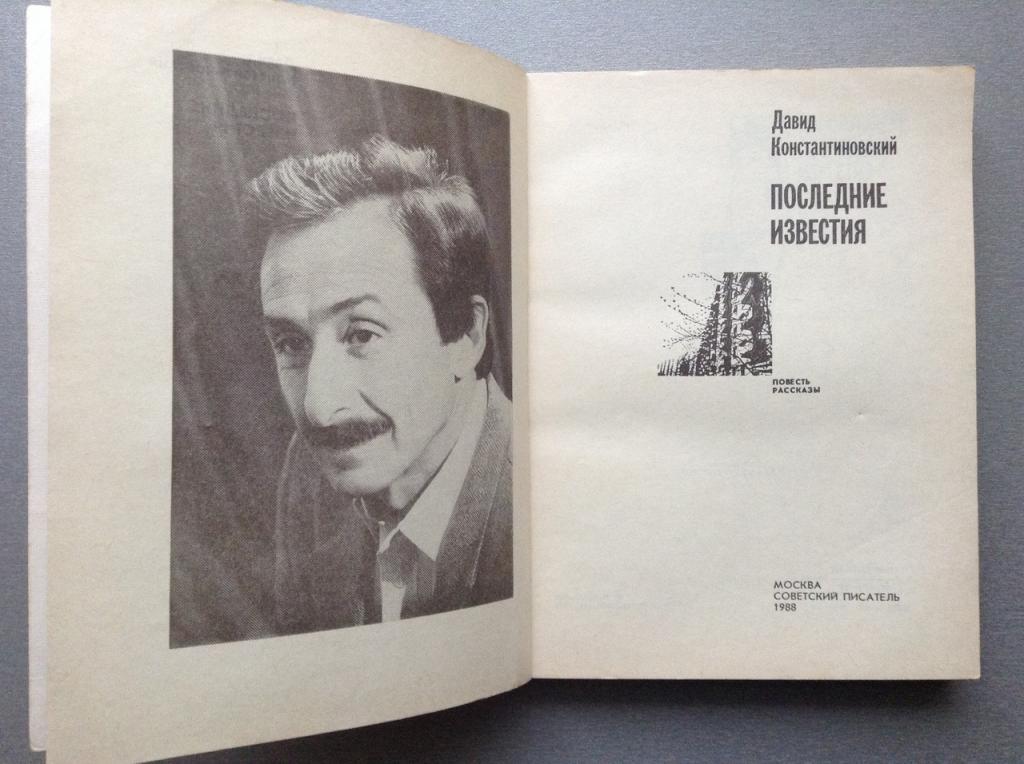 Давид
Константиновский
ПОСЛЕДНИЕ
ИЗВЕСТИЯ
ПОВЕСТЬ
РАССКАЗЫ
МОСКВА
СОВЕТСКИЙ ПИСАТЕЛЬ
1988